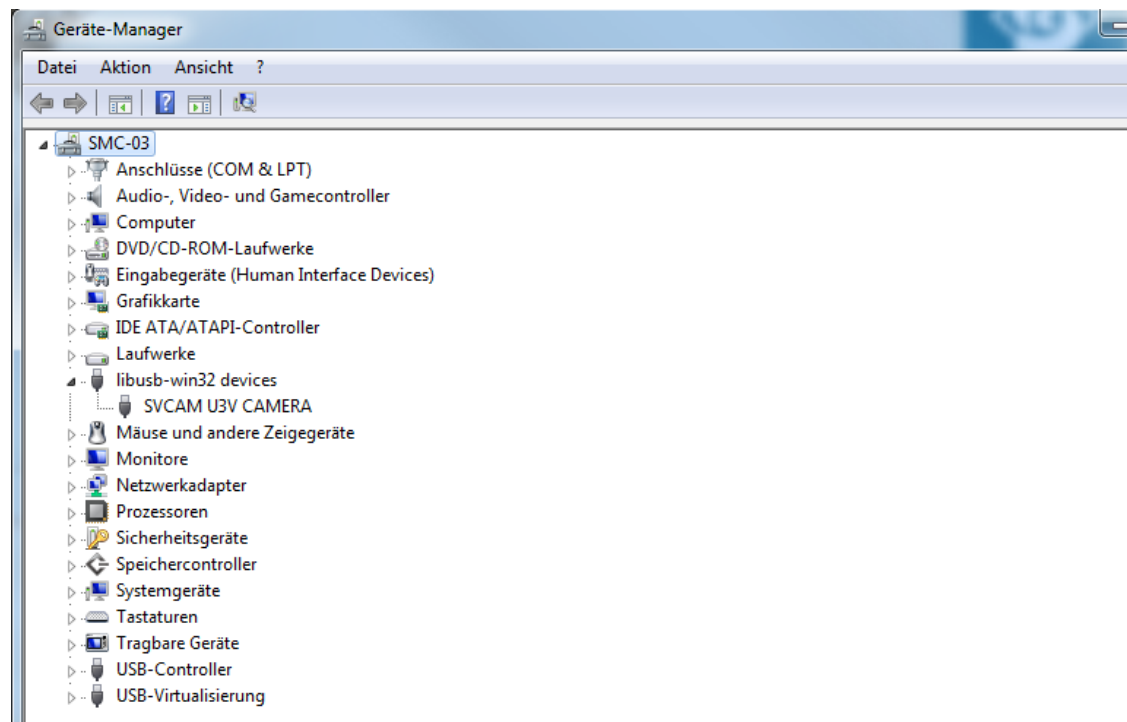 Geräte-Manager
Datei Aktion Ansicht ?
SMC-03
Anschlüsse (COM & LPT)
Audio-, Video- und Gamecontroller
Computer
DVD/CD-ROM-Laufwerke
Eingabegeräte (Human Interface Devices)
Grafikkarte
IDE ATA/ATAPI-Controller
Laufwerke
libusb-win32 devices
SVCAM U3V CAMERA
Mäuse und andere Zeigegeräte
Monitore
Netzwerkadapter
Prozessoren
Sicherheitsgeräte
Speichercontroller
Systemgeräte
Tastaturen
Tragbare Geräte
USB-Controller
USB-Virtualisierung